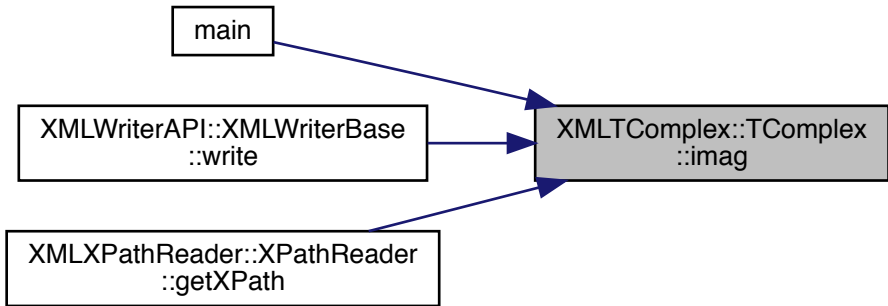 main
XMLWriterAPI::XMLWriterBase
::write
XMLXPathReader::XPathReader
::getXPath
XMLTComplex::TComplex
::imag